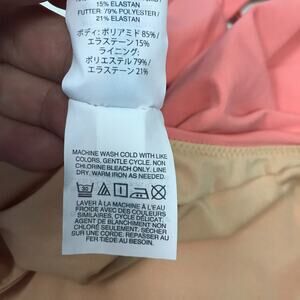 15% ELASTAN
FUTTER: 79% POLYESTER /
21% ELASTAN
ボディ: ポリアミド 85% /
エラステーン 15%
ライニング:
ポリエステル 79% /
エラステーン 21%
MACHINE WASH COLD WITH LIKE
COLORS, GENTLE CYCLE. NON
CHLORINE BLEACH ONLY. LINE
DRY. WARM IRON AS NEEDED.
LAVER À LA MACHINE À L'EAU
FROIDE AVEC DES COULEURS
SIMILAIRES, CYCLE DÉLICAT.
AGENT DE BLANCHIMENT NON
CHLORÉ SEULEMENT. SÉCHER
SUR UNE CORDE. REPASSER AU
FER TIÈDE AU BESOIN.